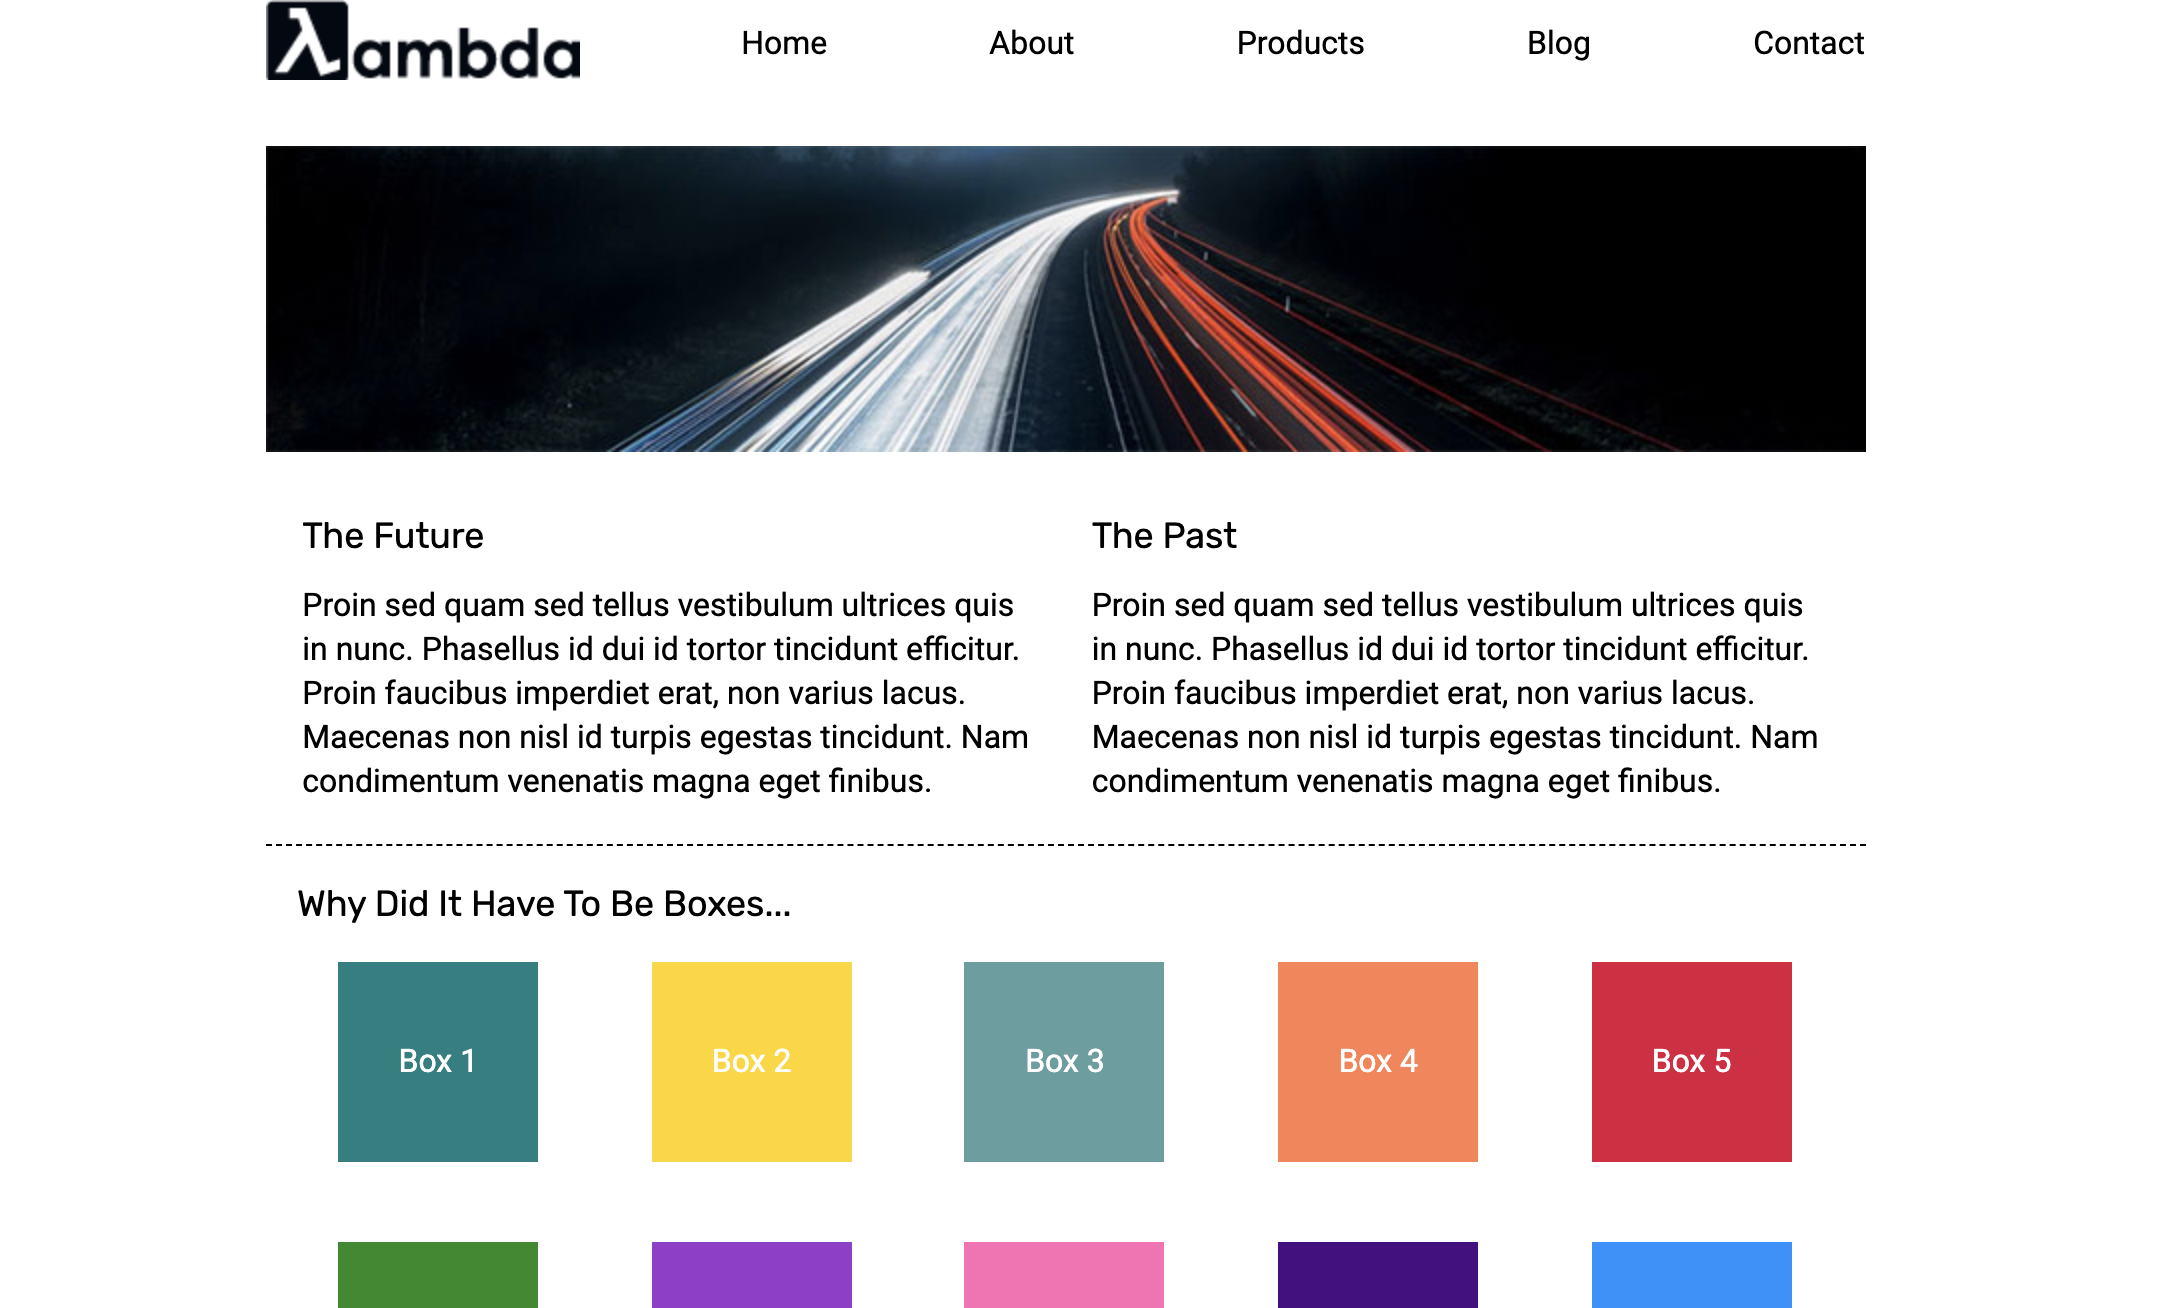 λambda
Home About Products Blog Contact
The Future
Proin sed quam sed tellus vestibulum ultrices quis
in nunc. Phasellus id dui id tortor tincidunt efficitur.
Proin faucibus imperdiet erat, non varius lacus.
Maecenas non nisl id turpis egestas tincidunt. Nam
condimentum venenatis magna eget finibus.
The Past
Proin sed quam sed tellus vestibulum ultrices quis
in nunc. Phasellus id dui id tortor tincidunt efficitur.
Proin faucibus imperdiet erat, non varius lacus.
Maecenas non nisl id turpis egestas tincidunt. Nam
condimentum venenatis magna eget finibus.
Why Did It Have To Be Boxes...
Box 1 Box 2 Box 3 Box 4 Box 5